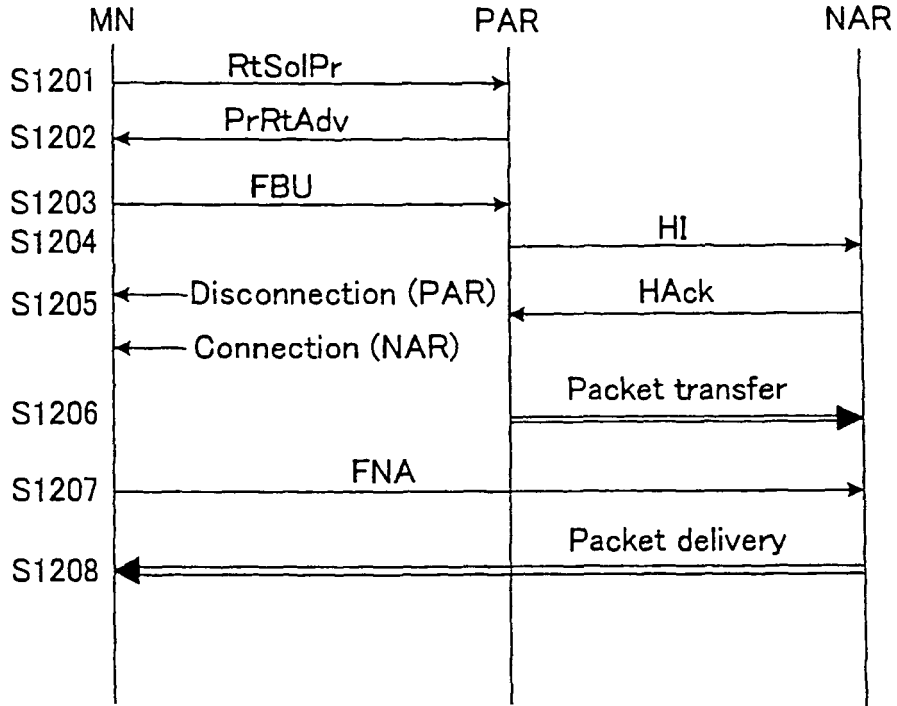 MN PAR NAR
S1201 RtSolPr
S1202 PrRtAdv
S1203 FBU
S1204 HI
Disconnection (PAR)
S1205 HAck
Connection (NAR)
Packet transfer
S1206
FNA
S1207
Packet delivery
S1208